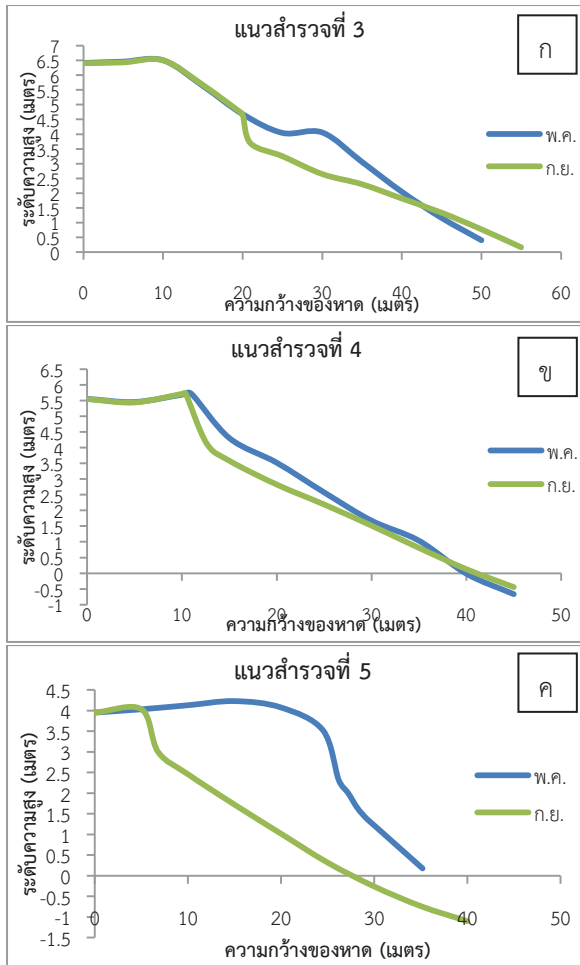 แนวสำรวจที่ 3
ก
ระดับความสูง (เมตร)
7
6.5
6
5.5
5
4.5
4
3.5
3
2.5
2
1.5
1
0.5
0
พ.ค.
ก.ย.
0 10 20 30 40 50 60
ความกว้างของหาด (เมตร)
แนวสำรวจที่ 4
ข
ระดับความสูง (เมตร)
6.5
6
5.5
5
4.5
4
3.5
3
2.5
2
1.5
1
0.5
0
-0.5
-1
พ.ค.
ก.ย.
0 10 20 30 40 50
ความกว้างของหาด (เมตร)
แนวสำรวจที่ 5
ค
ระดับความสูง (เมตร)
4.5
4
3.5
3
2.5
2
1.5
1
0.5
0
-0.5
-1
-1.5
พ.ค.
ก.ย.
0 10 20 30 40 50
ความกว้างของหาด (เมตร)